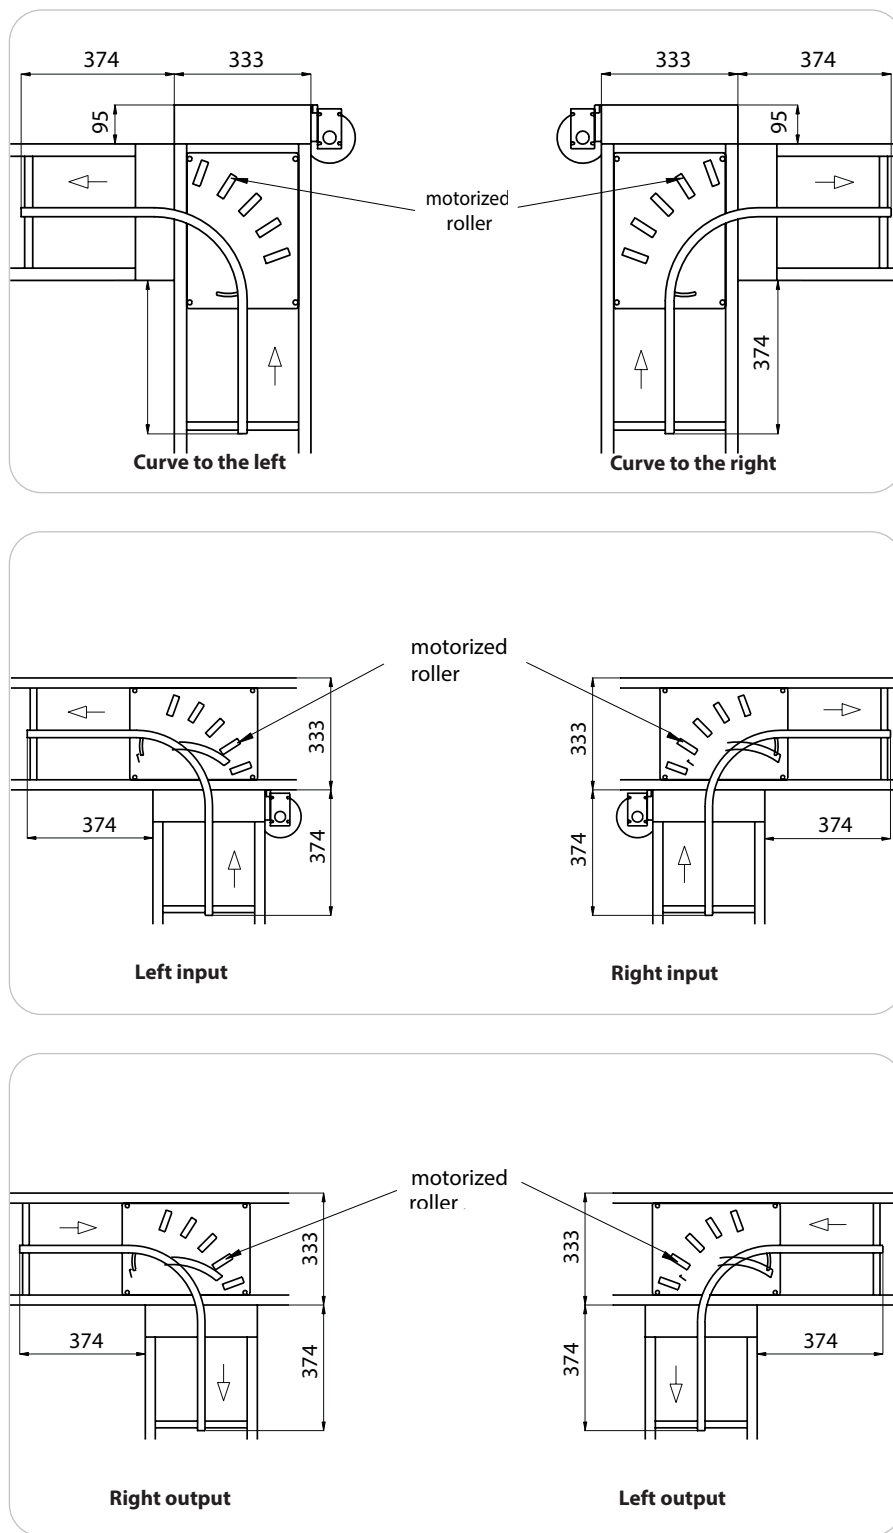 374
333
333
374
95
95
motorized
roller
374
Curve to the left
Curve to the right
motorized
roller
333
333
374
374
374
374
Left input
Right input
motorized
roller
333
333
374
374
374
374
Right output
Left output